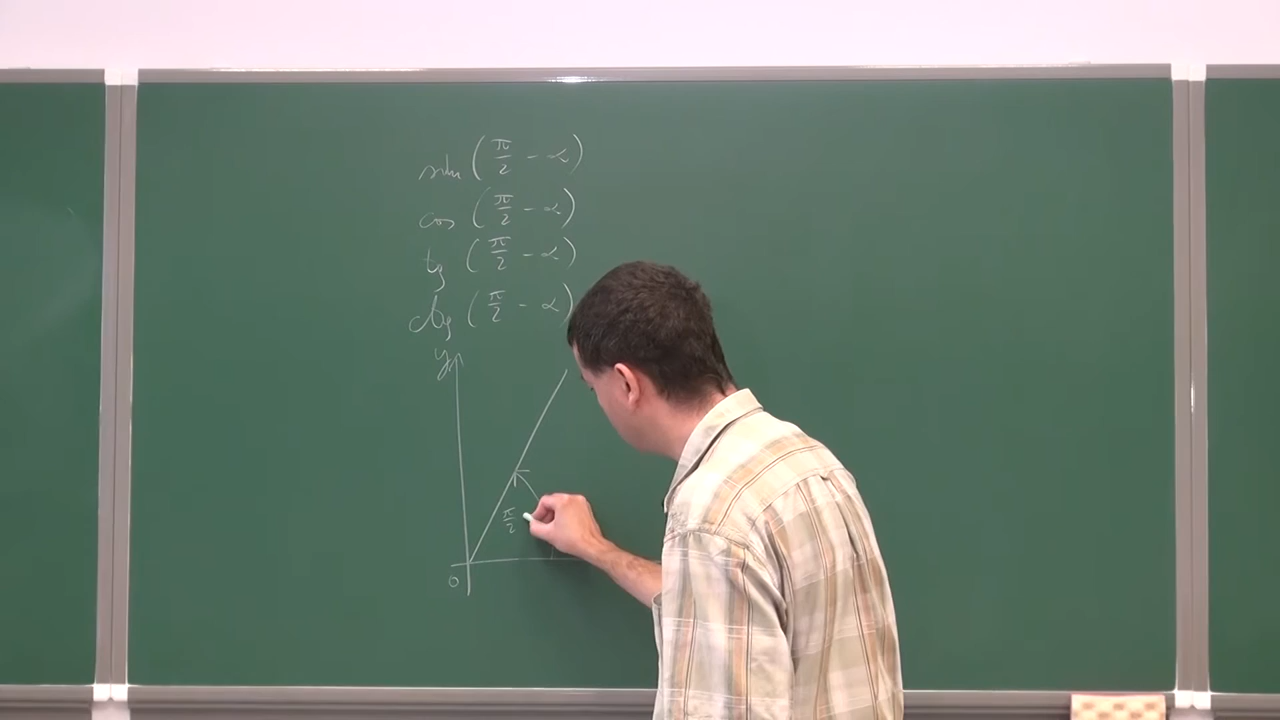 sin (π/2 - α)
cos (π/2 - α)
tg (π/2 - α)
ctg (π/2 - α)
y
π/2
0